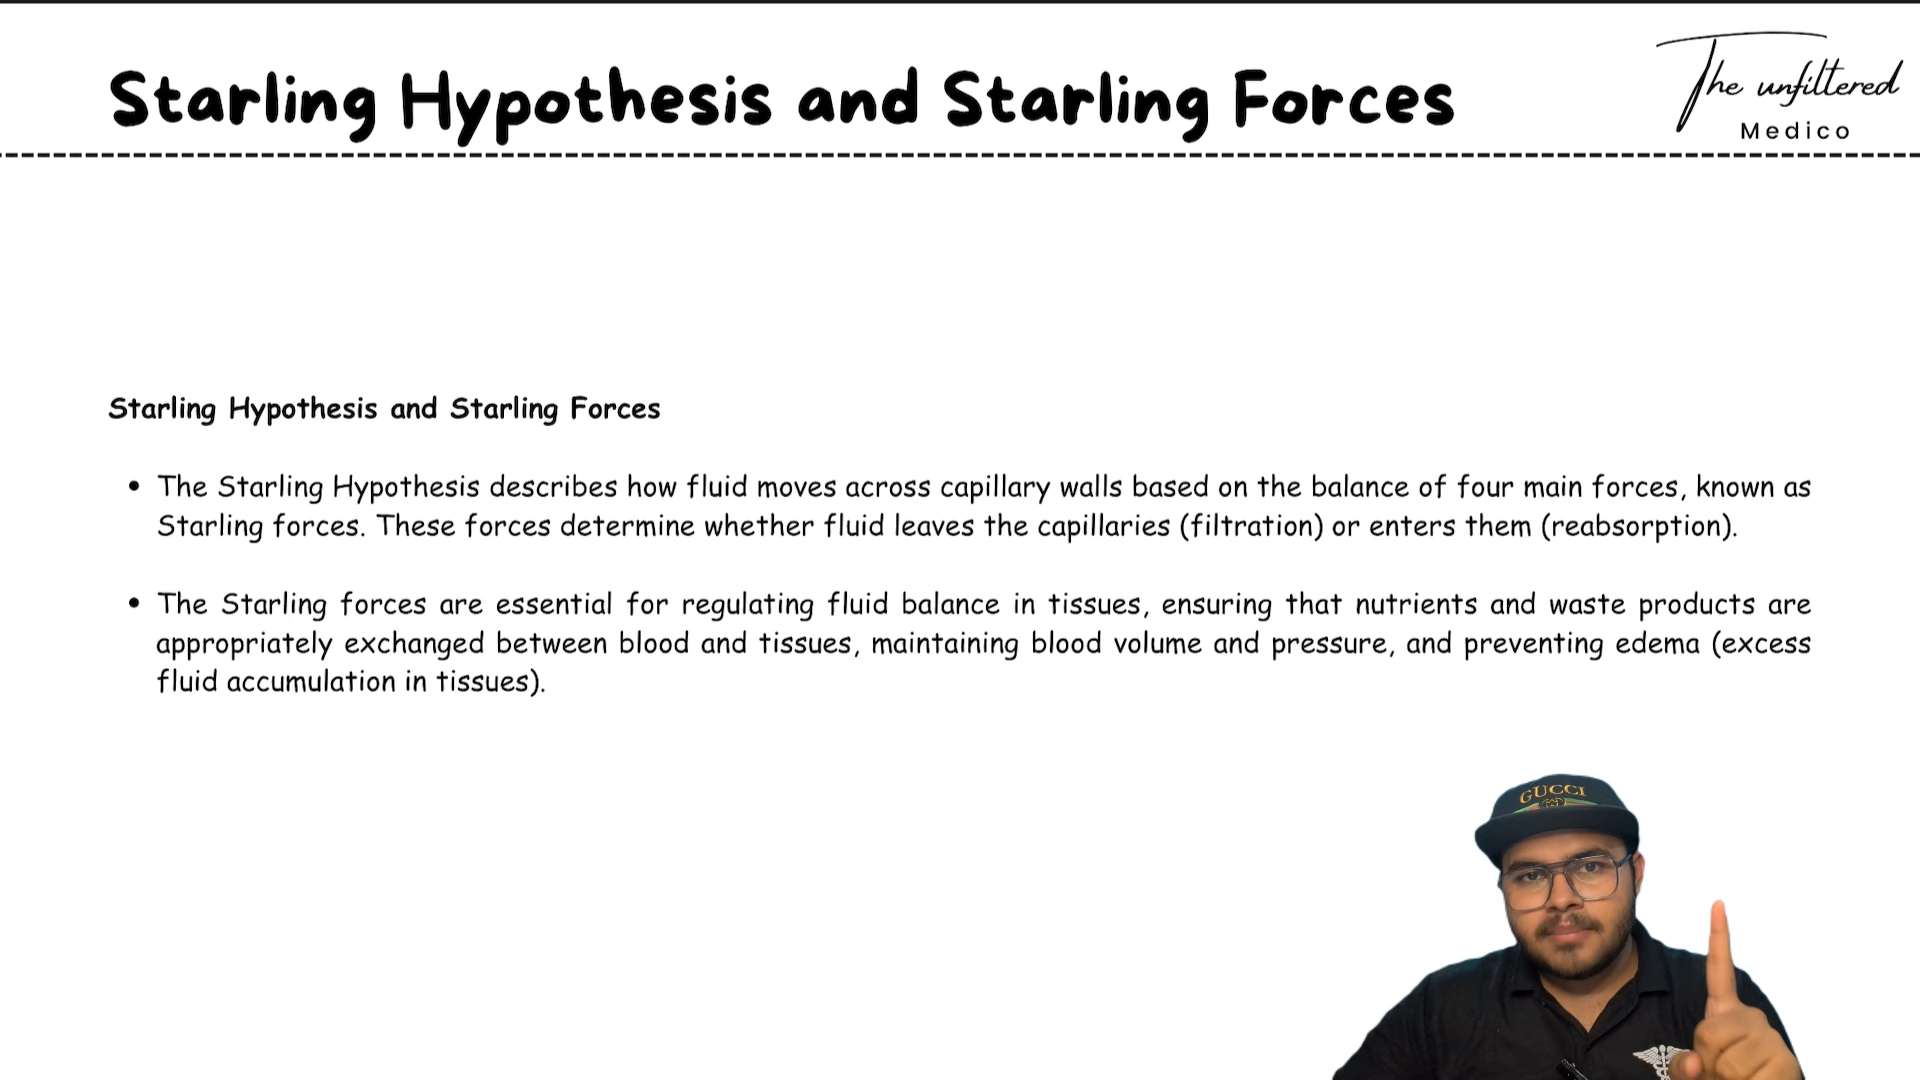 Starling Hypothesis and Starling Forces
The unfiltered
Medico
Starling Hypothesis and Starling Forces
• The Starling Hypothesis describes how fluid moves across capillary walls based on the balance of four main forces, known as
Starling forces. These forces determine whether fluid leaves the capillaries (filtration) or enters them (reabsorption).
• The Starling forces are essential for regulating fluid balance in tissues, ensuring that nutrients and waste products are
appropriately exchanged between blood and tissues, maintaining blood volume and pressure, and preventing edema (excess
fluid accumulation in tissues).
GUCCI